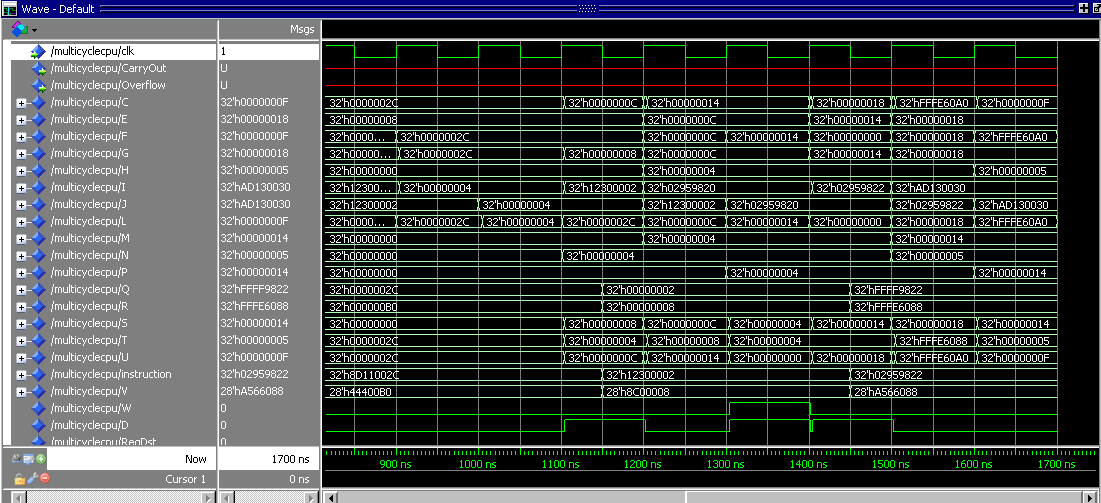 Wave - Default
Msgs
/multicyclecpu/clk 1
/multicyclecpu/CarryOut U
/multicyclecpu/Overflow U
/multicyclecpu/C 32'h0000000F 32'h0000002C 32'h0000000C 32'h00000014 32'h00000018 32'hFFFE60A0 32'h0000000F
/multicyclecpu/E 32'h00000018 32'h00000008 32'h0000000C 32'h00000014 32'h00000018
/multicyclecpu/F 32'h0000000F 32'h0000... 32'h0000002C 32'h0000000C 32'h00000014 32'h00000000 32'h00000018 32'hFFFE60A0
/multicyclecpu/G 32'h00000018 32'h00000... 32'h0000002C 32'h00000008 32'h0000000C 32'h00000014 32'h00000018
/multicyclecpu/H 32'h00000005 32'h00000000 32'h00000004 32'h00000005
/multicyclecpu/I 32'hAD130030 32'h12300... 32'h00000004 32'h12300002 32'h02959820 32'h02959822 32'hAD130030
/multicyclecpu/J 32'hAD130030 32'h12300002 32'h00000004 32'h12300002 32'h02959820 32'h02959822 32'hAD130030
/multicyclecpu/L 32'h0000000F 32'h0000... 32'h0000002C 32'h00000004 32'h0000002C 32'h0000000C 32'h00000014 32'h00000000 32'h00000018 32'hFFFE60A0
/multicyclecpu/M 32'h00000014 32'h00000000 32'h00000004 32'h00000014
/multicyclecpu/N 32'h00000005 32'h00000000 32'h00000004 32'h00000005
/multicyclecpu/P 32'h00000014 32'h00000000 32'h00000004 32'h00000014
/multicyclecpu/Q 32'hFFFF9822 32'h0000002C 32'h00000002 32'hFFFF9822
/multicyclecpu/R 32'hFFFE6088 32'h000000B0 32'h00000008 32'hFFFE6088
/multicyclecpu/S 32'h00000014 32'h00000000 32'h00000008 32'h0000000C 32'h00000004 32'h00000014 32'h00000018 32'h00000014
/multicyclecpu/T 32'h00000005 32'h0000002C 32'h00000004 32'h00000008 32'h00000004 32'hFFFE6088 32'h00000005
/multicyclecpu/U 32'h0000000F 32'h0000002C 32'h0000000C 32'h00000014 32'h00000000 32'h00000018 32'hFFFE60A0 32'h0000000F
/multicyclecpu/instruction 32'h02959822 32'h8D11002C 32'h12300002 32'h02959822
/multicyclecpu/V 28'hA566088 28'h44400B0 28'h8C00008 28'hA566088
/multicyclecpu/W 0
/multicyclecpu/D 0
/multicyclecpu/RegDst 0
Now 1700 ns 900 ns 1000 ns 1100 ns 1200 ns 1300 ns 1400 ns 1500 ns 1600 ns 1700 ns
Cursor 1 0 ns